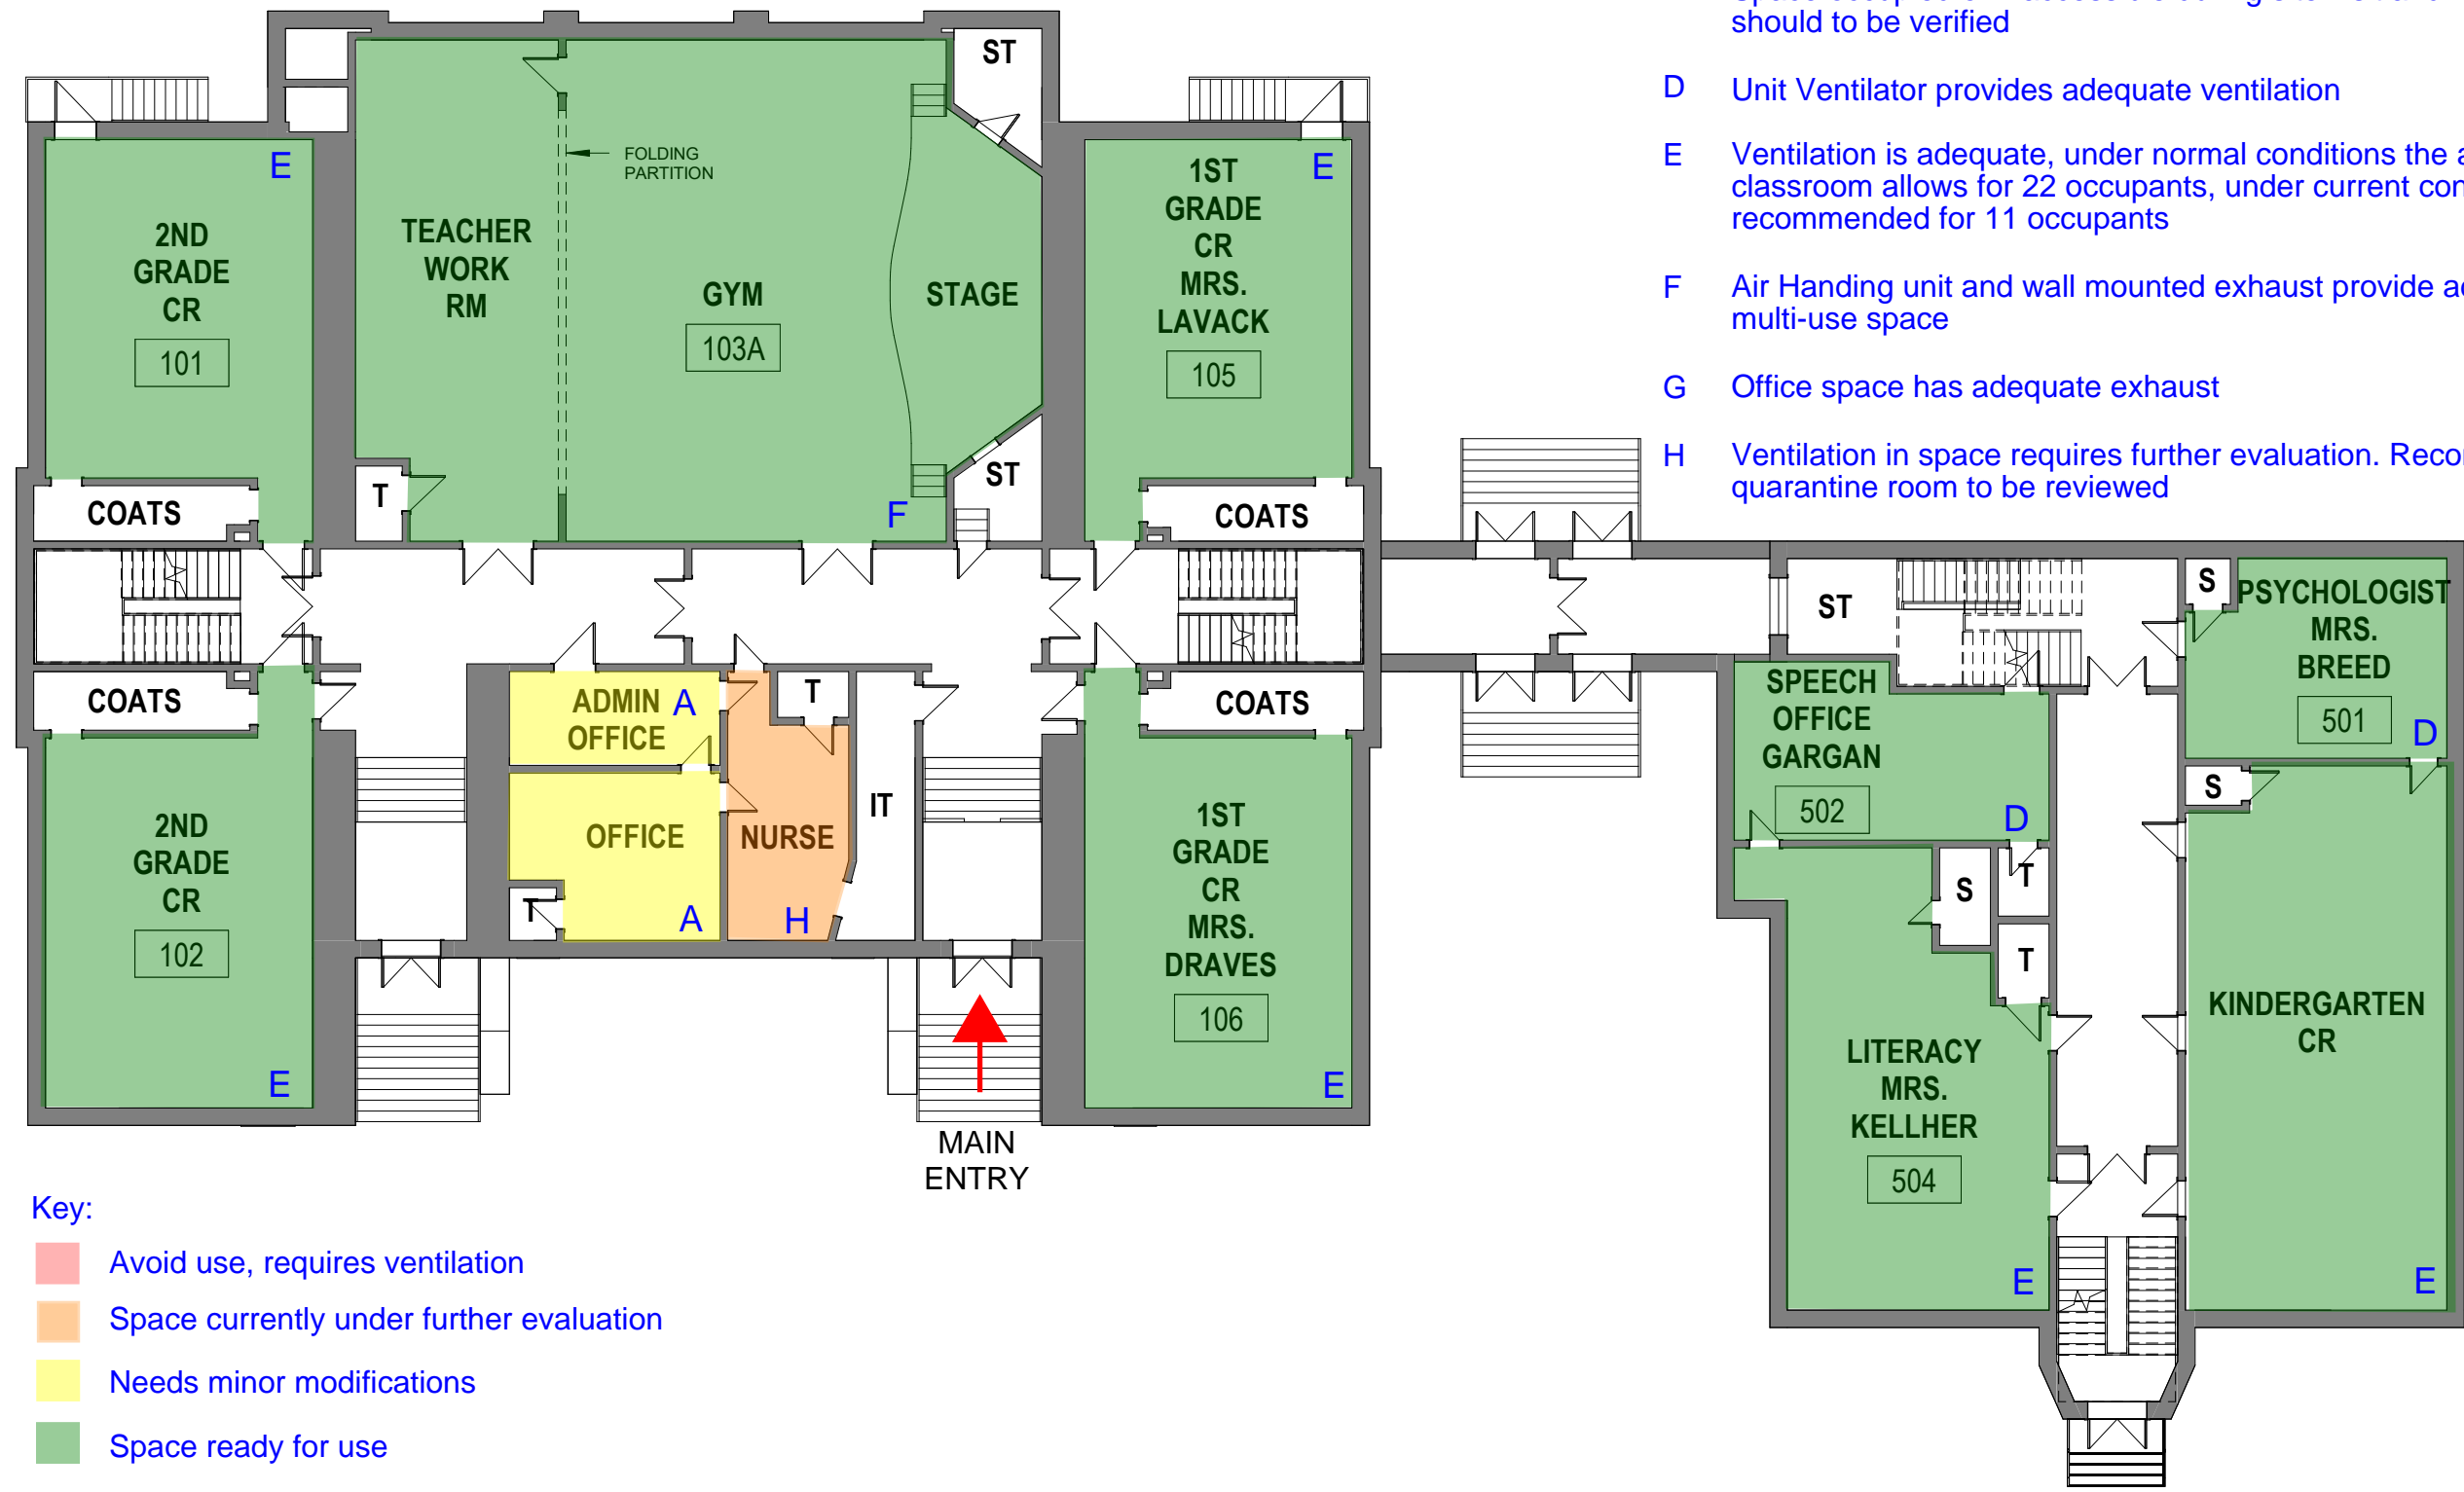 should to be verified
D Unit Ventilator provides adequate ventilation
E Ventilation is adequate, under normal conditions the
classroom allows for 22 occupants, under current
recommended for 11 occupants
F Air Handing unit and wall mounted exhaust provide
multi-use space
G Office space has adequate exhaust
H Ventilation in space requires further evaluation.
quarantine room to be reviewed
ST
FOLDING
PARTITION
E
2ND
GRADE
CR
101
TEACHER
WORK
RM
GYM
103A
STAGE
F
E
1ST
GRADE
CR
MRS.
LAVACK
105
COATS
T
ST
COATS
ST
S
PSYCHOLOGIST
MRS.
BREED
501
D
COATS
ADMIN
OFFICE
A
T
COATS
SPEECH
OFFICE
GARGAN
502
D
S
2ND
GRADE
CR
102
E
OFFICE
A
T
NURSE
H
IT
1ST
GRADE
CR
MRS.
DRAVES
106
E
S
T
T
LITERACY
MRS.
KELLHER
504
E
KINDERGARTEN
CR
E
MAIN
ENTRY
Key:
Avoid use, requires ventilation
Space currently under further evaluation
Needs minor modifications
Space ready for use